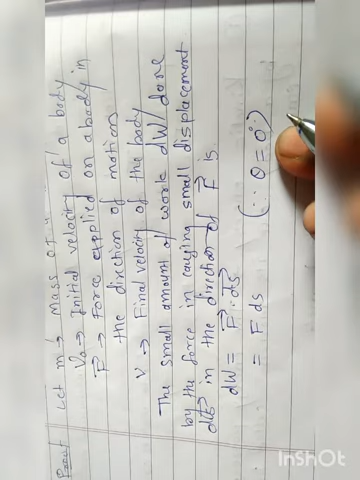 Proof Let m → Mass of
V₀ → Initial velocity of a body
F⃗ → Force applied on a body in
the direction of motion
V → Final velocity of the body
The small amount of work dW done
by the force in causing small displacement
ds⃗ in the direction of F⃗ is
dW = F⃗. ds⃗
= F ds (∵ θ = 0°)
InShOt